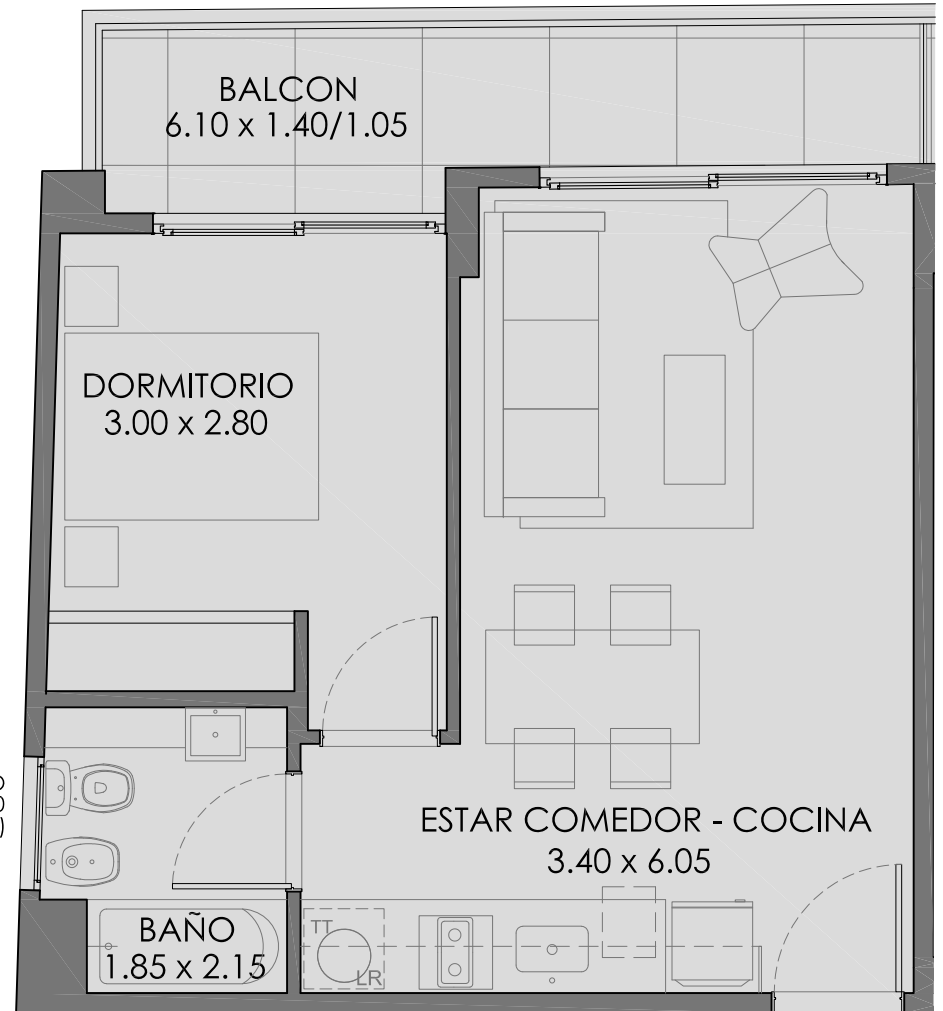 BALCON
6.10 x 1.40/1.05
DORMITORIO
3.00 x 2.80
ESTAR COMEDOR - COCINA
3.40 x 6.05
BAÑO
1.85 x 2.15
TT
LR